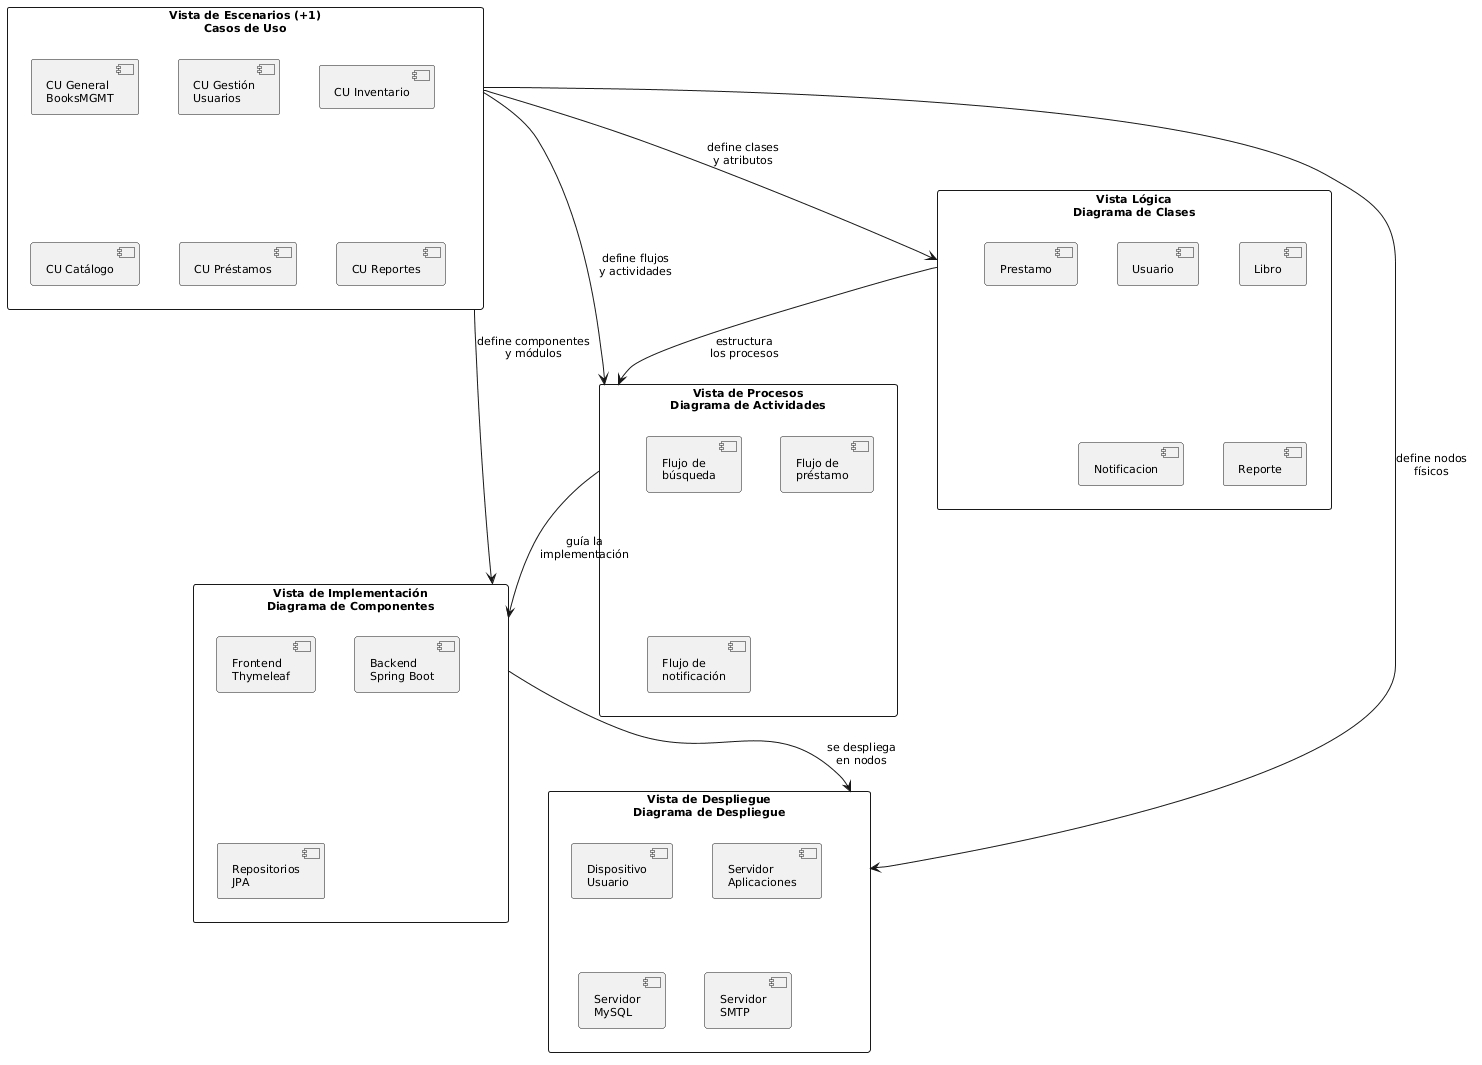 Vista de Escenarios (+1)
Casos de Uso
CU General
BooksMGMT
CU Gestión
Usuarios
CU Inventario
CU Catálogo
CU Préstamos
CU Reportes
define clases
y atributos
define flujos
y actividades
define componentes
y módulos
define nodos
físicos
Vista Lógica
Diagrama de Clases
Prestamo
Usuario
Libro
Notificacion
Reporte
estructura
los procesos
Vista de Procesos
Diagrama de Actividades
Flujo de
búsqueda
Flujo de
préstamo
Flujo de
notificación
guía la
implementación
Vista de Implementación
Diagrama de Componentes
Frontend
Thymeleaf
Backend
Spring Boot
Repositorios
JPA
se despliega
en nodos
Vista de Despliegue
Diagrama de Despliegue
Dispositivo
Usuario
Servidor
Aplicaciones
Servidor
MySQL
Servidor
SMTP